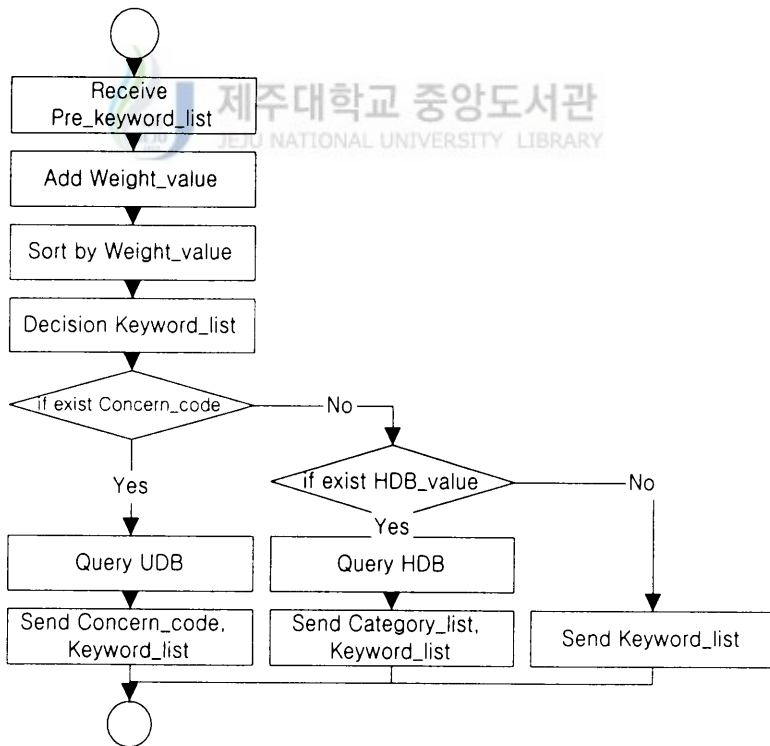 제주대학교 중앙도서관
JEJU NATIONAL UNIVERSITY LIBRARY
Receive
Pre_keyword_list
Add Weight_value
Sort by Weight_value
Decision Keyword_list
if exist Concern_code
No
Yes
if exist HDB_value
No
Yes
Query UDB
Query HDB
Send Concern_code,
Keyword_list
Send Category_list,
Keyword_list
Send Keyword_list